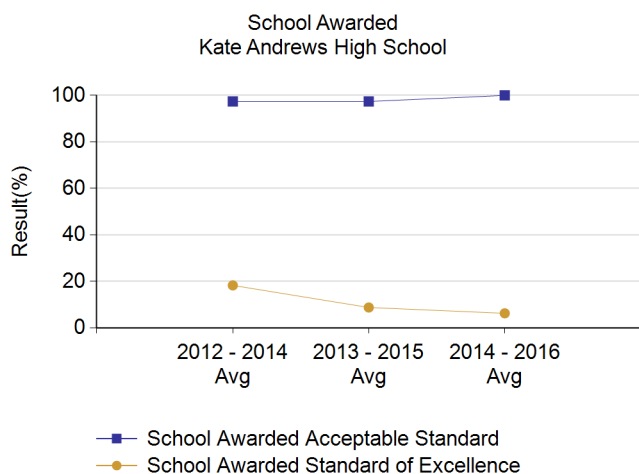 School Awarded
Kate Andrews High School
100
80
60
40
20
0
Result(%)
2012 - 2014 2013 - 2015 2014 - 2016
Avg Avg Avg
School Awarded Acceptable Standard
School Awarded Standard of Excellence